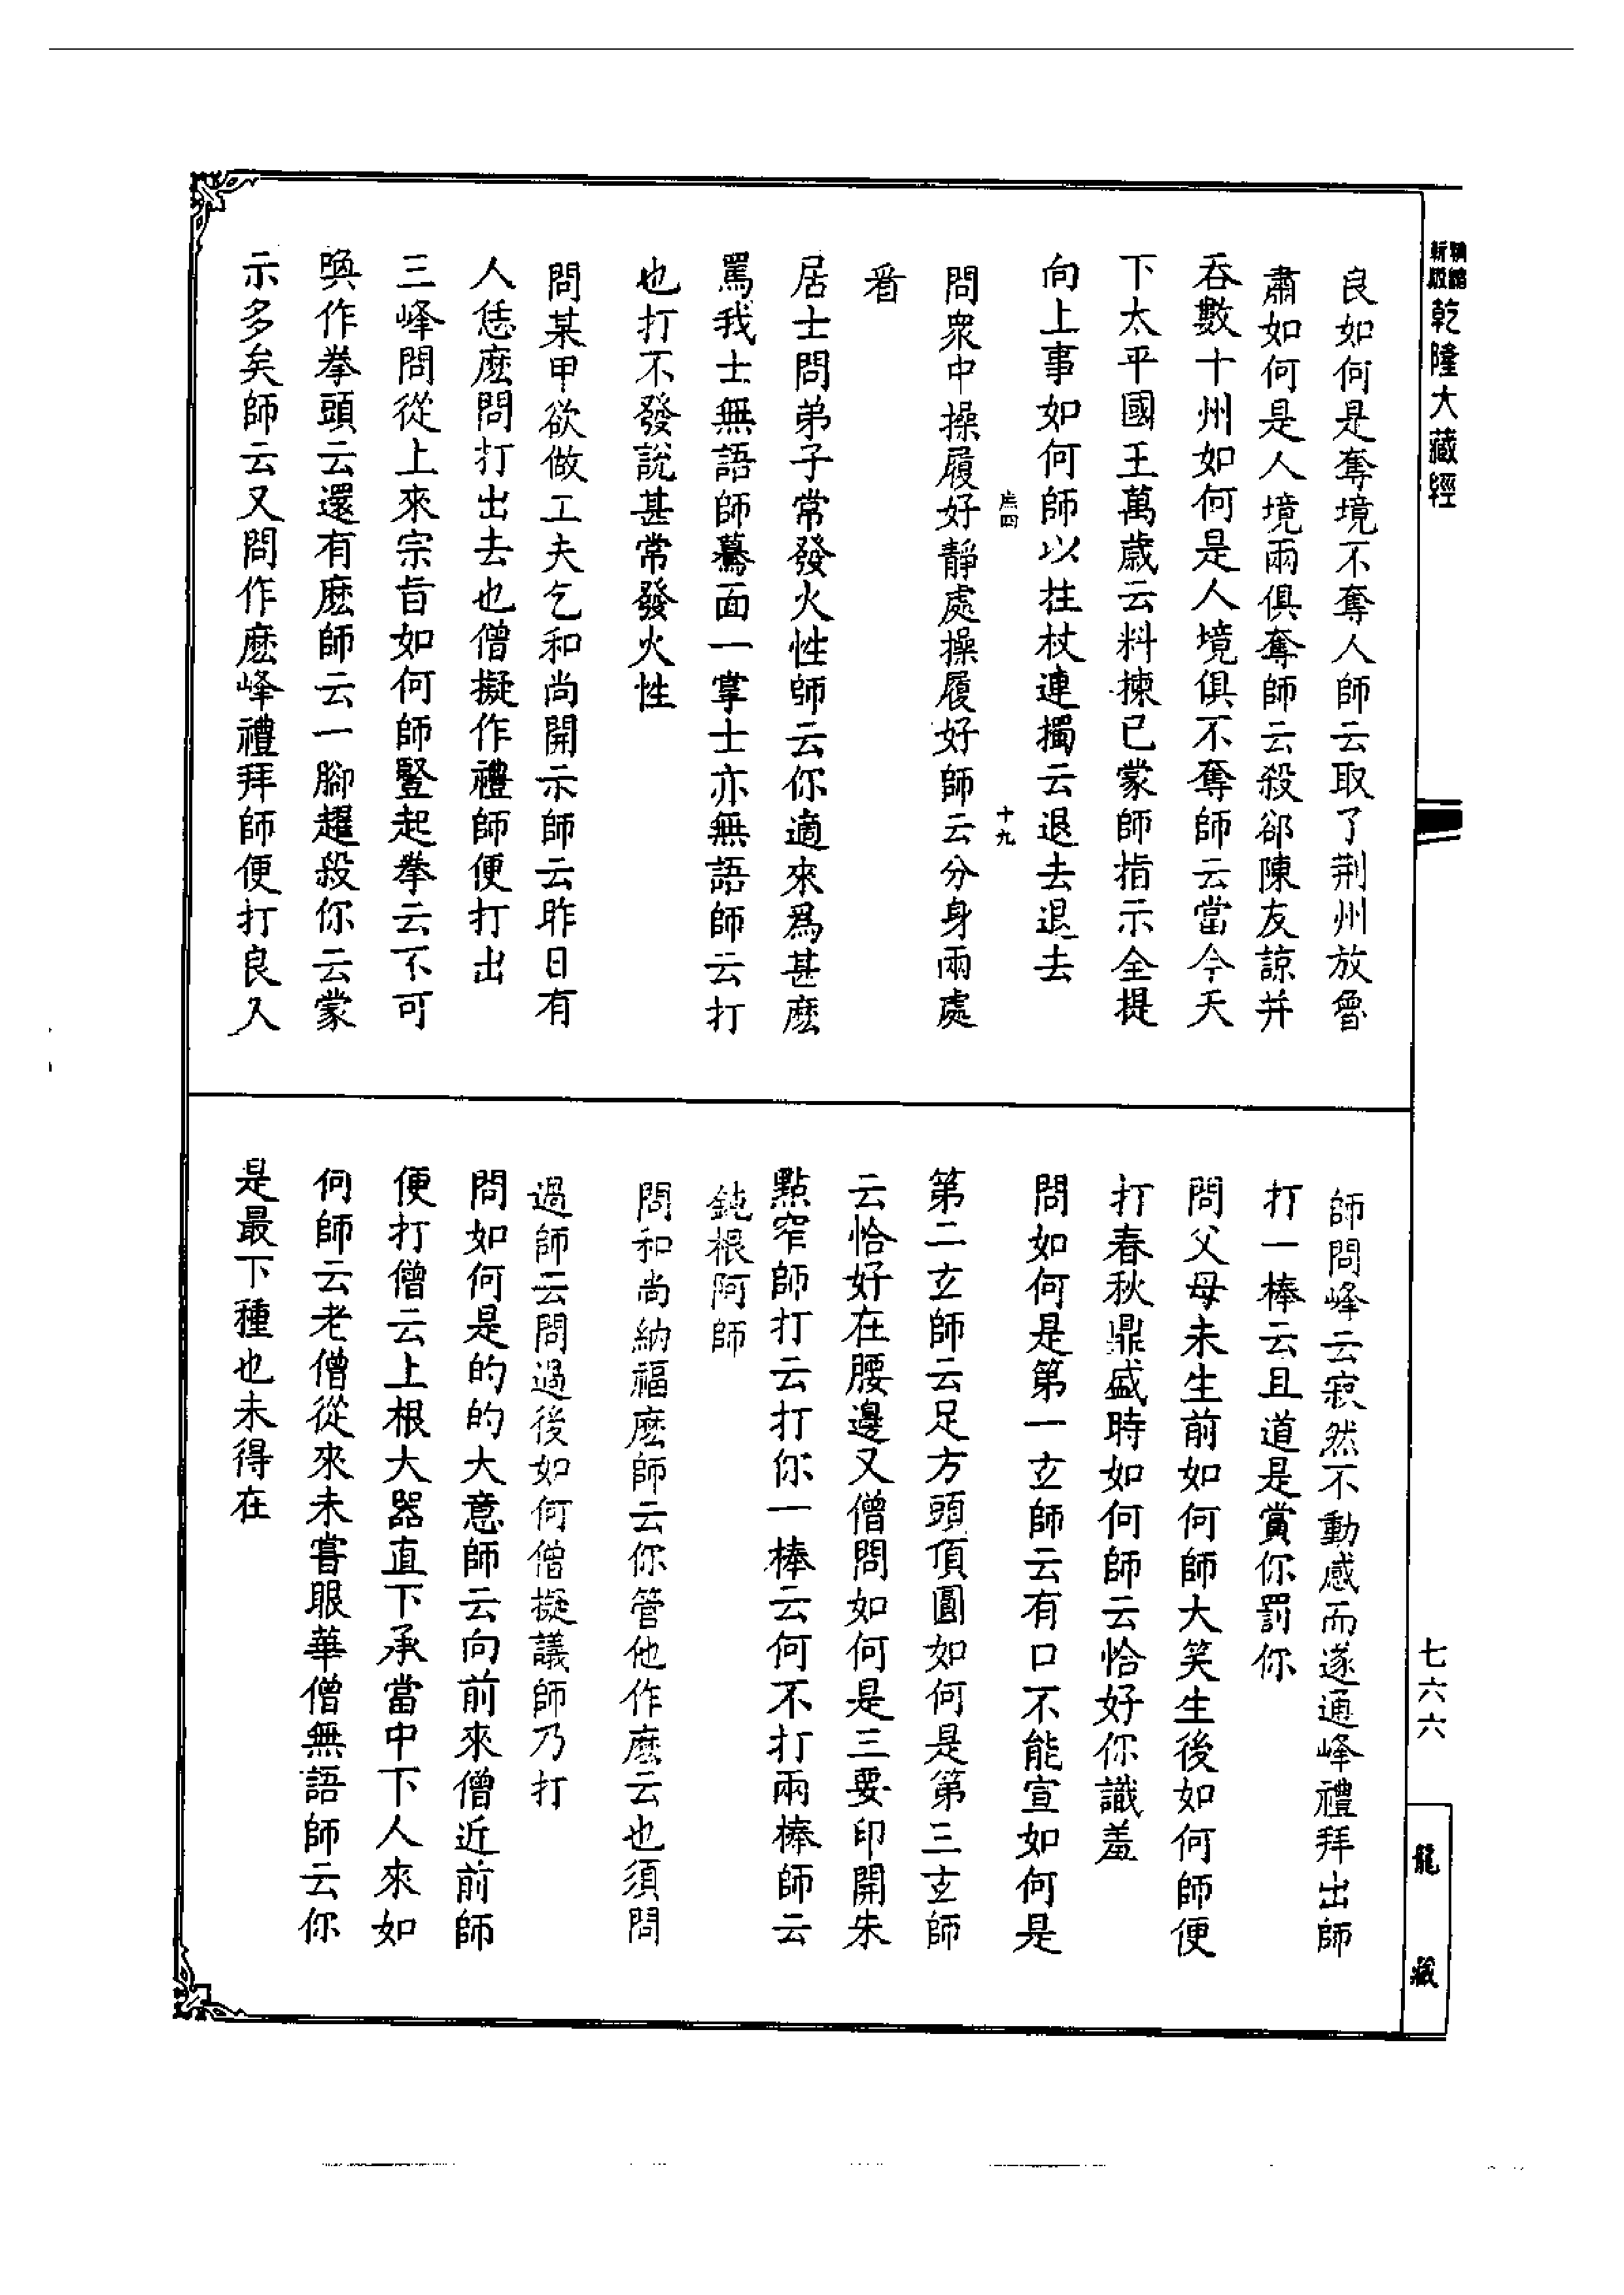 乾隆大藏經
良如何是奪境不奪人師云取了荆州放魯
肅如何是人境兩俱奪師云殺郤陳友諒并
吞數十州如何是人境俱不奪師云當今天
下太平國王萬歲云料揀已蒙師指示全提
向上事如何師以拄杖連擉云退去退去
十九
問衆中操履好靜處操履好師云分身兩處
看
居士問弟子常發火性師云你適來爲甚麽
罵我士無語師驀面一掌士亦無語師云打
也打不發説甚常發火性
問某甲欲做工夫乞和尚開示師云昨日有
人恁麽問打出去也僧擬作禮師便打出
三峰問從上來宗旨如何師豎起拳云不可
喚作拳頭云還有麽師云一腳趯殺你云蒙
示多矣師云又問作麽峰禮拜師便打良久
師問峰云寂然不動感而遂通峰禮拜出師
打一棒云且道是賞你罰你
問父母未生前如何師大笑生後如何師便
打春秋鼎盛時如何師云恰好你識羞
問如何是第一玄師云有口不能宣如何是
第二玄師云足方頭頂圓如何是第三玄師
云恰好在腰邊又僧問如何是三要印開朱
點窄師打云打你一棒云何不打兩棒師云
鈍根阿師
問和尚納福麽師云你管他作麽云也須問
過師云問過後如何僧擬議師乃打
問如何是的的大意師云向前來僧近前師
便打僧云上根大器直下承當中下人來如
何師云老僧從來未嘗眼華僧無語師云你
是最下種也未得在
七六六
龍藏